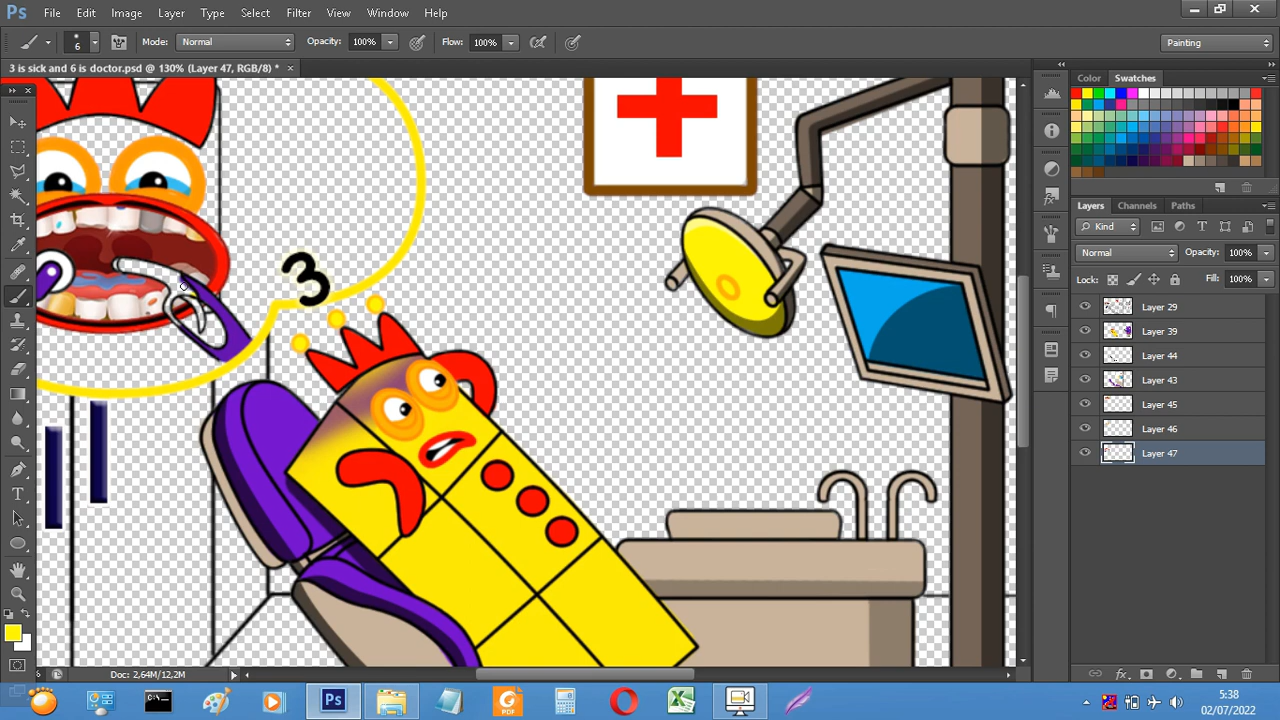 Ps File Edit Image Layer Type Select Filter View Window Help
6 Mode: Normal Opacity: 100% Flow: 100% Painting
3 is sick and 6 is doctor.psd @ 130% (Layer 47, RGB/8) *
Color Swatches
Layers Channels Paths
Kind
Normal Opacity: 100%
Lock: Fill: 100%
Layer 29
Layer 39
Layer 44
Layer 43
Layer 45
Layer 46
Layer 47
3
Doc: 2,64M/12,2M
Ps PDF 5:38
02/07/2022